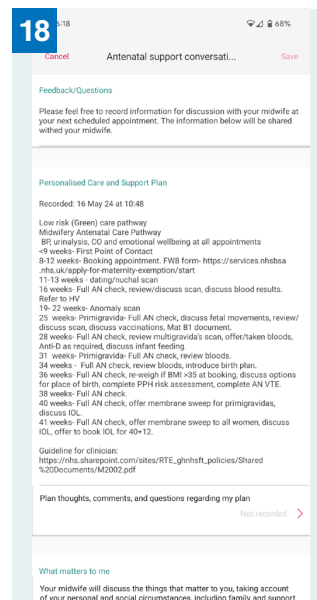 18
5:18
68%
Cancel
Antenatal support conversati...
Save
Feedback/Questions
Please feel free to record information for discussion with your midwife at
your next scheduled appointment. The information below will be shared
withed your midwife.
Personalised Care and Support Plan
Recorded: 16 May 24 at 10:48
Low risk (Green) care pathway
Midwifery Antenatal Care Pathway
BP, urinalysis, CO and emotional wellbeing at all appointments
<9 weeks- First Point of Contact
8-12 weeks- Booking appointment. FW8 form- https://services.nhsbsa
.nhs.uk/apply-for-maternity-exemption/start
11-13 weeks - dating/nuchal scan
16 weeks- Full AN check, review/discuss scan, discuss blood results.
Refer to HV
19- 22 weeks- Anomaly scan
25  weeks- Primigravida- Full AN check, discuss fetal movements, review/
discuss scan, discuss vaccinations, Mat B1 document.
28 weeks- Full AN check, review multigravida's scan, offer/taken bloods,
Anti-D as required, discuss infant feeding.
31  weeks- Primigravida- Full AN check, review bloods.
34 weeks -  Full AN check, review bloods, introduce birth plan.
36 weeks- Full AN check, re-weigh if BMI >35 at booking, discuss options
for place of birth, complete PPH risk assessment, complete AN VTE.
38 weeks- Full AN check.
40 weeks- Full AN check, offer membrane sweep for primigravidas,
discuss IOL.
41 weeks- Full AN check, offer membrane sweep to all women, discuss
IOL, offer to book IOL for 40+12.
Guideline for clinician:
https://nhs.sharepoint.com/sites/RTE_ghnhsft_policies/Shared
%20Documents/M2002.pdf
Plan thoughts, comments, and questions regarding my plan
Not recorded
What matters to me
Your midwife will discuss the things that matter to you, taking account
of your personal and social circumstances, including family and support